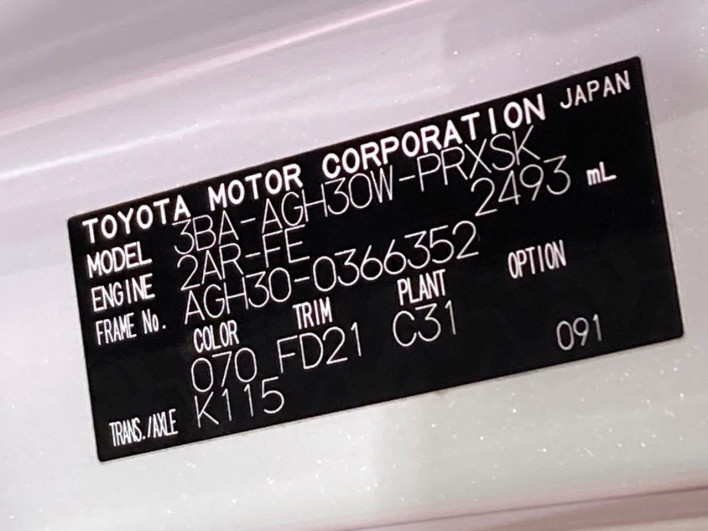 TOYOTA MOTOR CORPORATION JAPAN
MODEL 3BA-AGH30W-PRXSK
ENGINE 2AR-FE 2493 mL
FRAME No. AGH30-0366352
COLOR TRIM PLANT OPTION
070 FD21 C31 091
TRANS./AXLE K115